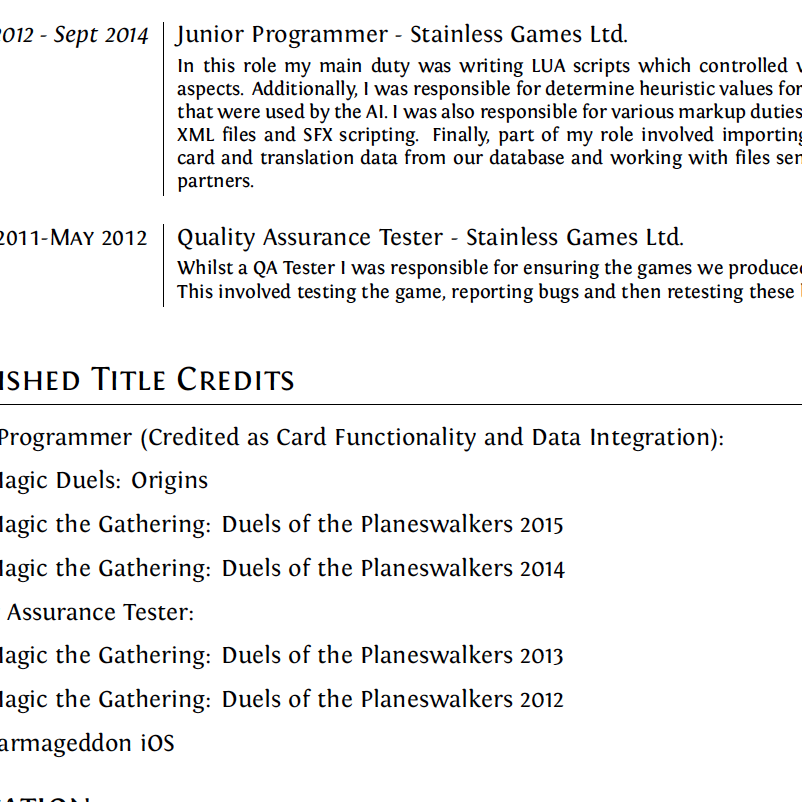 2012 - Sept 2014 Junior Programmer - Stainless Games Ltd.
In this role my main duty was writing LUA scripts which controlled
aspects. Additionally, I was responsible for determine heuristic values for
that were used by the AI. I was also responsible for various markup duties
XML files and SFX scripting. Finally, part of my role involved importing
card and translation data from our database and working with files
partners.
2011-May 2012 Quality Assurance Tester - Stainless Games Ltd.
Whilst a QA Tester I was responsible for ensuring the games we produced
This involved testing the game, reporting bugs and then retesting these
ished Title Credits
Programmer (Credited as Card Functionality and Data Integration):
agic Duels: Origins
agic the Gathering: Duels of the Planeswalkers 2015
agic the Gathering: Duels of the Planeswalkers 2014
Assurance Tester:
agic the Gathering: Duels of the Planeswalkers 2013
agic the Gathering: Duels of the Planeswalkers 2012
armageddon iOS